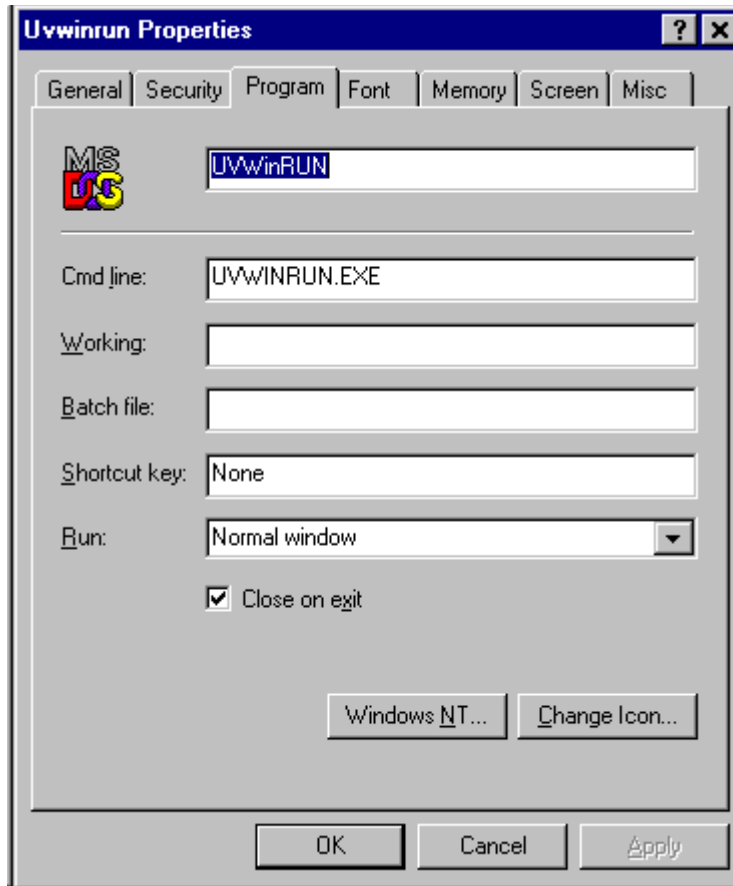 Uvwinrun Properties
General Security Program Font Memory Screen Misc
MS
DOS
UVWinRUN
Cmd line: UVWINRUN.EXE
Working:
Batch file:
Shortcut key: None
Run: Normal window
Close on exit
Windows NT... Change Icon...
OK Cancel Apply